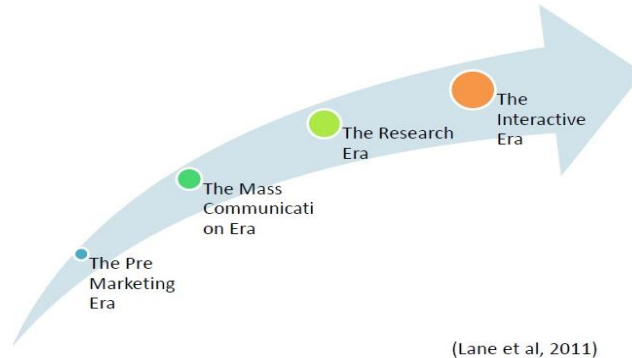 The Pre
Marketing
Era
The Mass
Communicati
on Era
The Research
Era
The
Interactive
Era
(Lane et al, 2011)